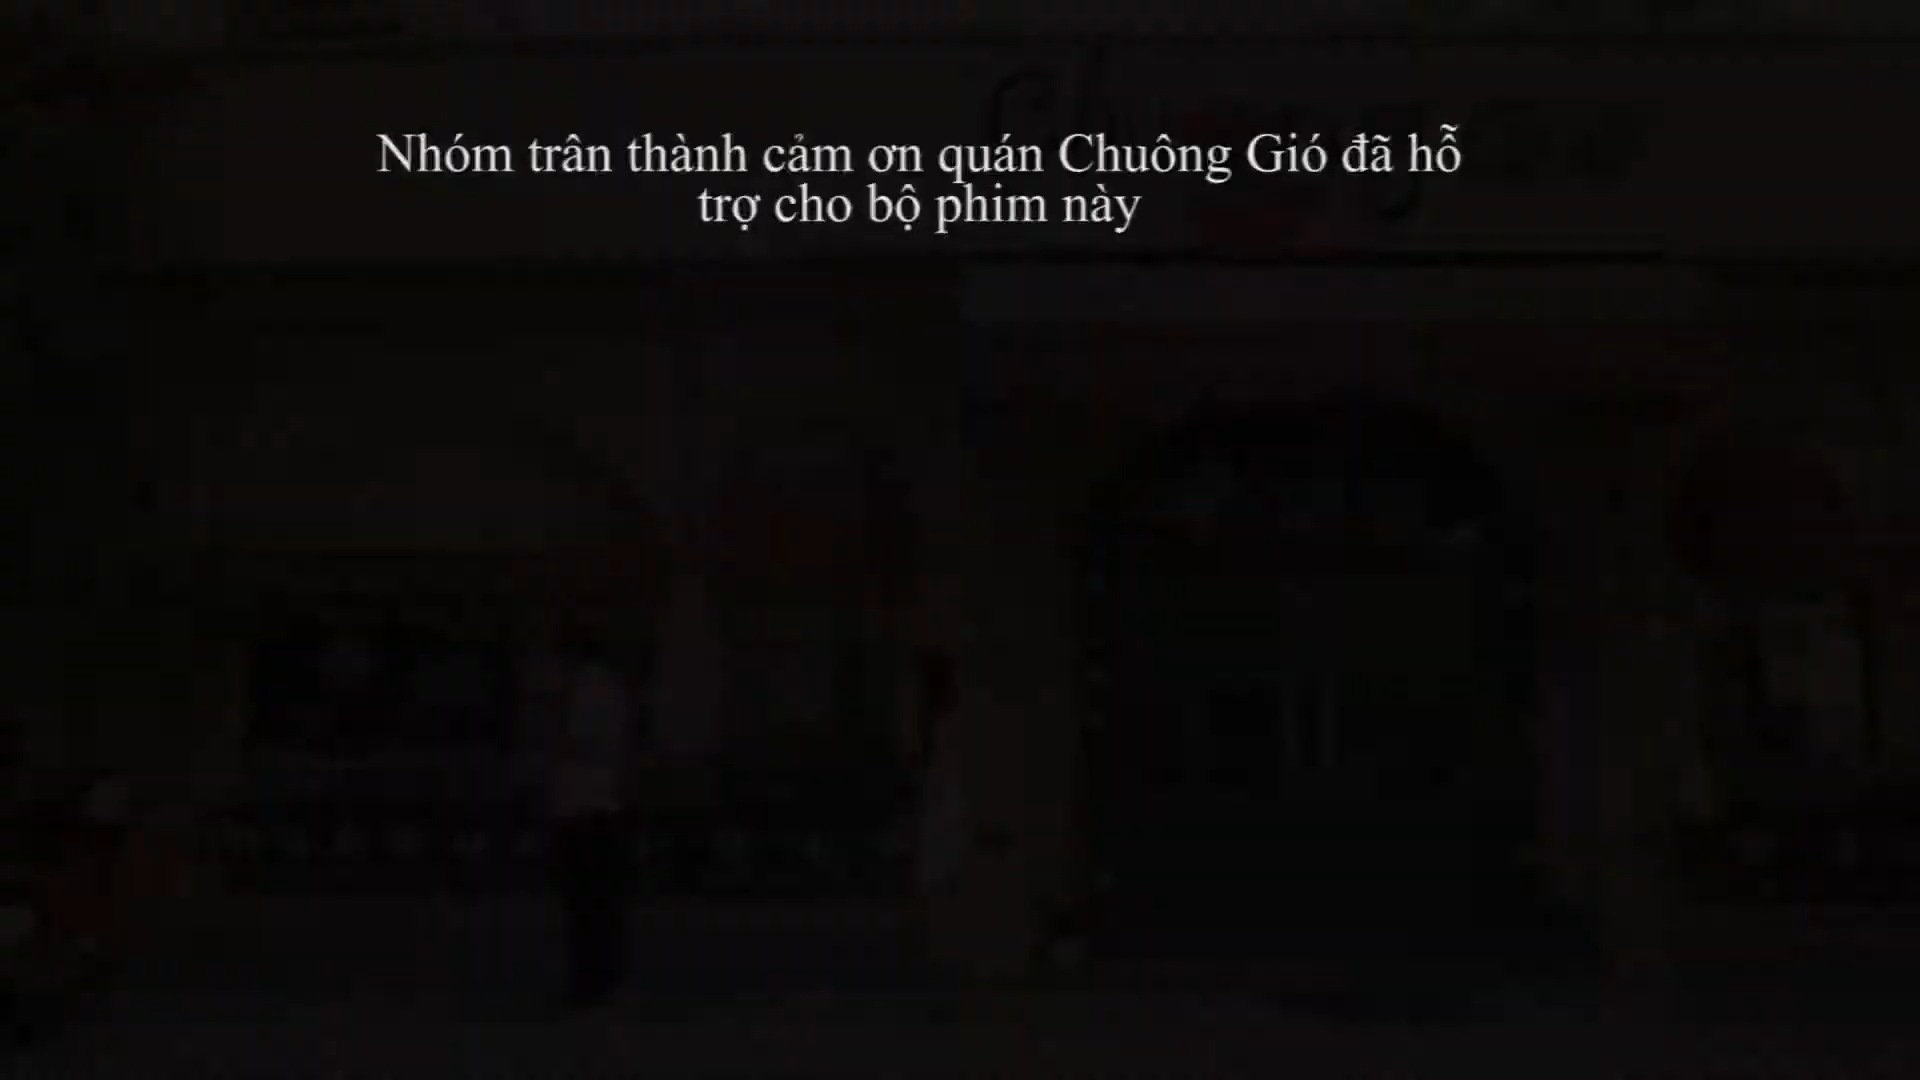 Nhóm trân thành cảm ơn quán Chuông Gió đã hỗ
trợ cho bộ phim này